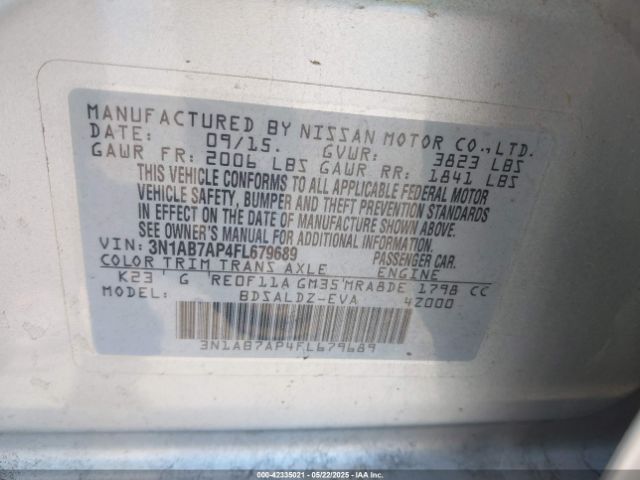 MANUFACTURED BY NISSAN MOTOR CO.,LTD.
DATE: 09/15. GVWR: 3823 LBS
GAWR FR: 2006 LBS GAWR RR: 1841 LBS
THIS VEHICLE CONFORMS TO ALL APPLICABLE FEDERAL MOTOR
VEHICLE SAFETY, BUMPER AND THEFT PREVENTION STANDARDS
IN EFFECT ON THE DATE OF MANUFACTURE SHOWN ABOVE.
SEE OWNER'S MANUAL FOR ADDITIONAL INFORMATION.
VIN: 3N1AB7AP4FL679689 PASSENGER CAR.
COLOR TRIM TRANS AXLE ENGINE
K23 ' G RE0F11A GM35 'MRA8DE 1798 CC
MODEL: BDSALDZ-EVA 42000
3N1AB7AP4FL679689
000-42335021 - 05/22/2025 - IAAI.com